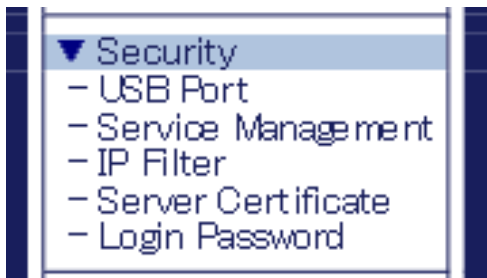 ▼ Security
− USB Port
− Service Management
− IP Filter
− Server Certificate
− Login Password